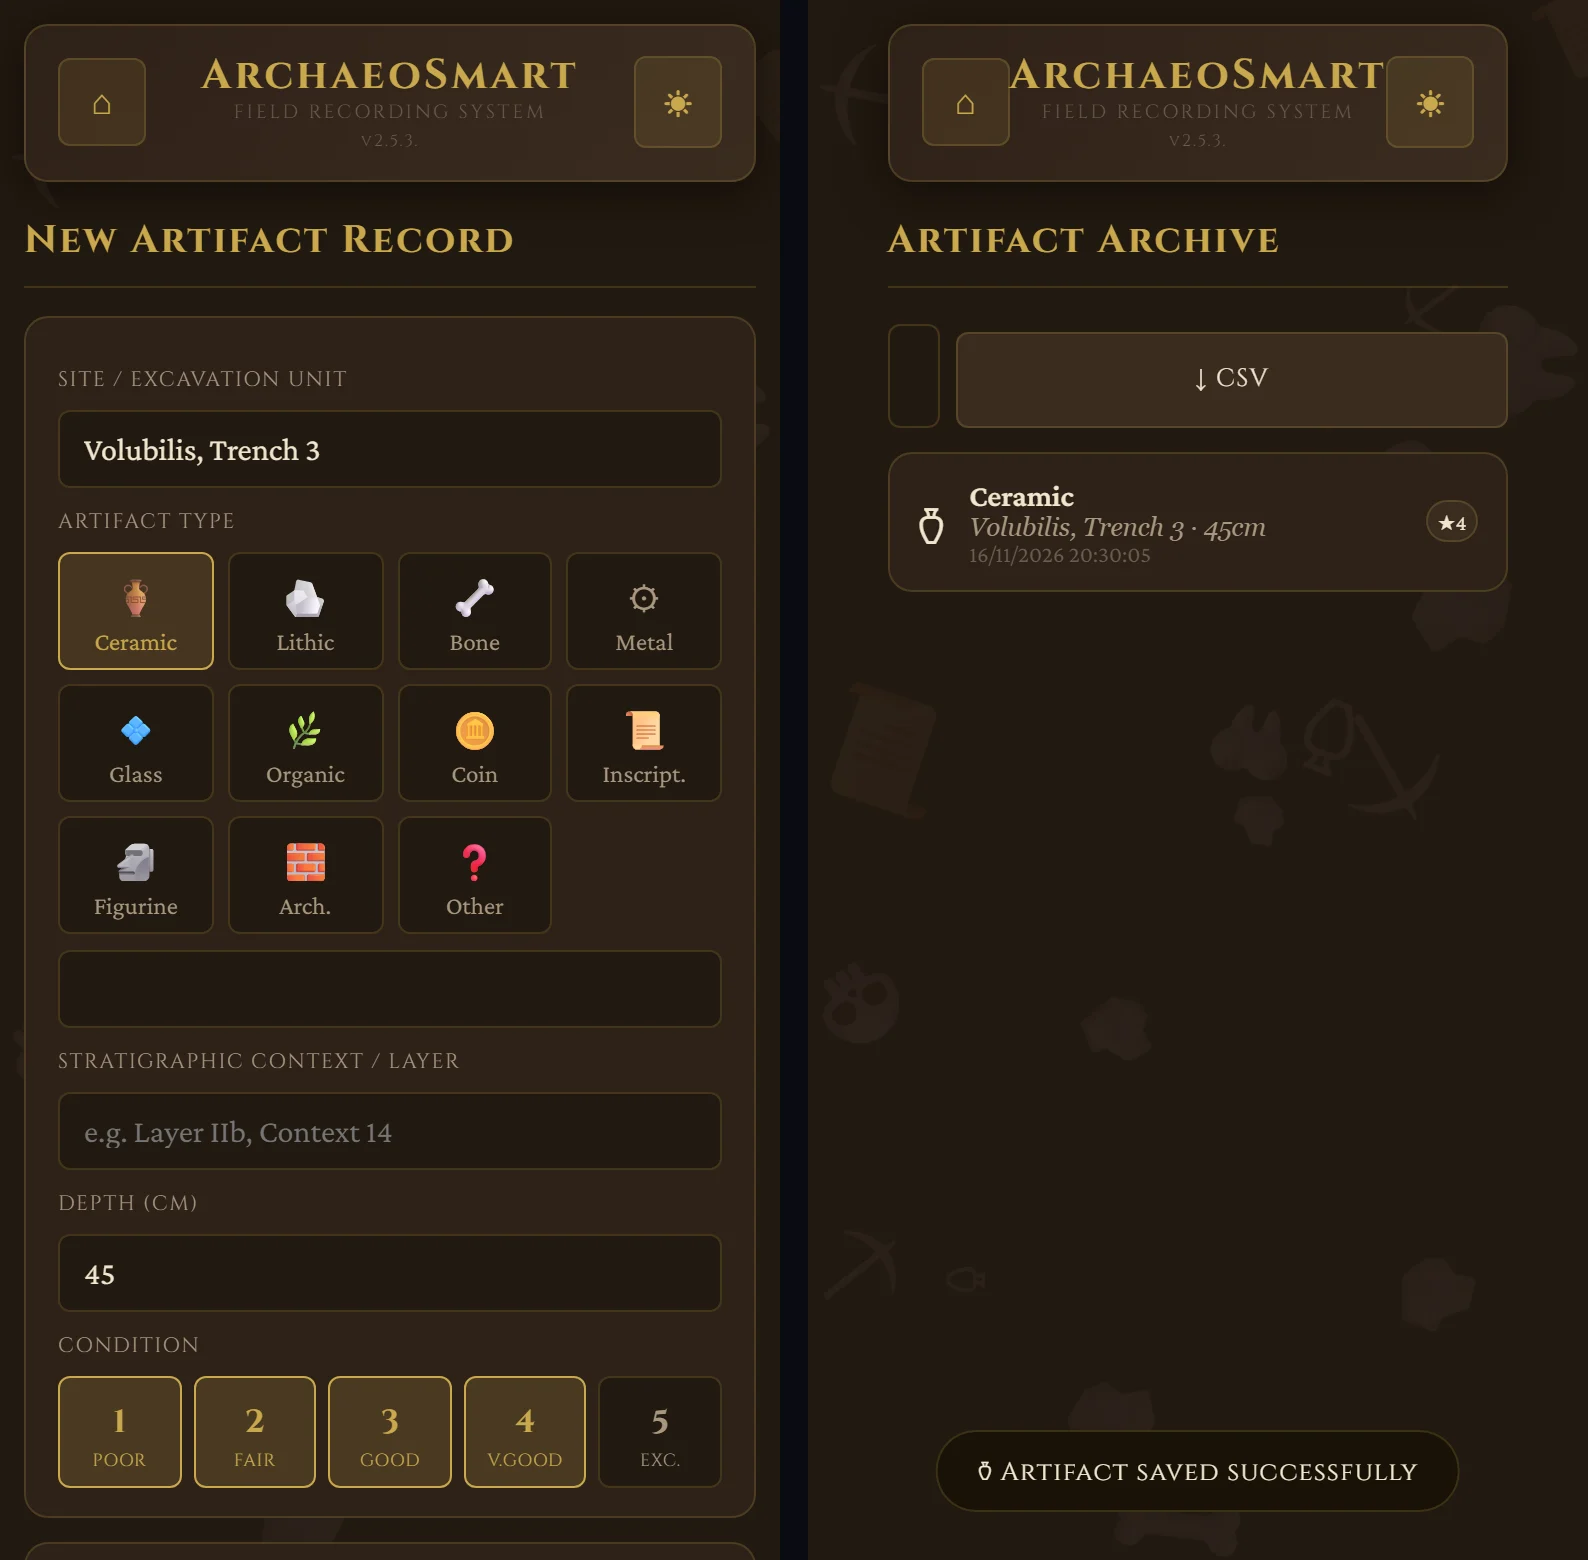 ArchaeoSmart
FIELD RECORDING SYSTEM
v2.5.3.
New Artifact Record
SITE / EXCAVATION UNIT
Volubilis, Trench 3
ARTIFACT TYPE
Ceramic
Lithic
Bone
Metal
Glass
Organic
Coin
Inscript.
Figurine
Arch.
Other
STRATIGRAPHIC CONTEXT / LAYER
e.g. Layer IIb, Context 14
DEPTH (CM)
45
CONDITION
1
POOR
2
FAIR
3
GOOD
4
V.GOOD
5
EXC.
ArchaeoSmart
FIELD RECORDING SYSTEM
v2.5.3.
Artifact Archive
↓ CSV
Ceramic
Volubilis, Trench 3 · 45cm
16/11/2026 20:30:05
★4
Artifact saved successfully